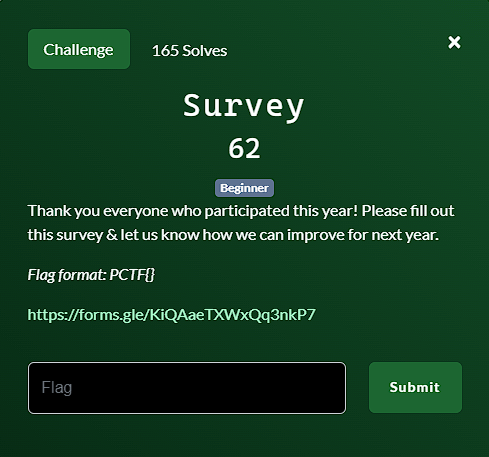 Challenge 165 Solves ×
Survey
62
Beginner
Thank you everyone who participated this year! Please fill out
this survey & let us know how we can improve for next year.
Flag format: PCTF{}
https://forms.gle/KiQAaeTXWxQq3nkP7
Flag Submit